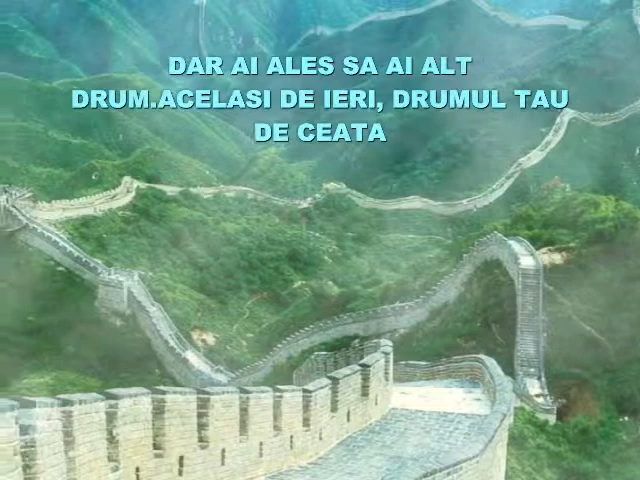 DAR AI ALES SA AI ALT
DRUM.ACELASI DE IERI, DRUMUL TAU
DE CEATA